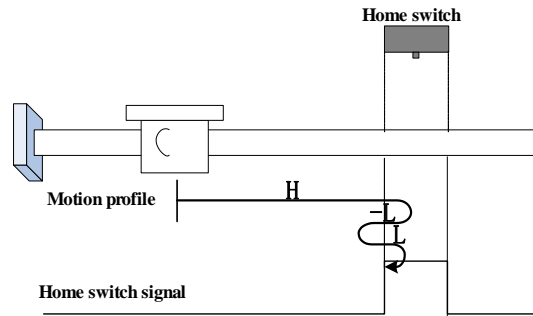 Home switch
H
Motion profile
-L
L
Home switch signal